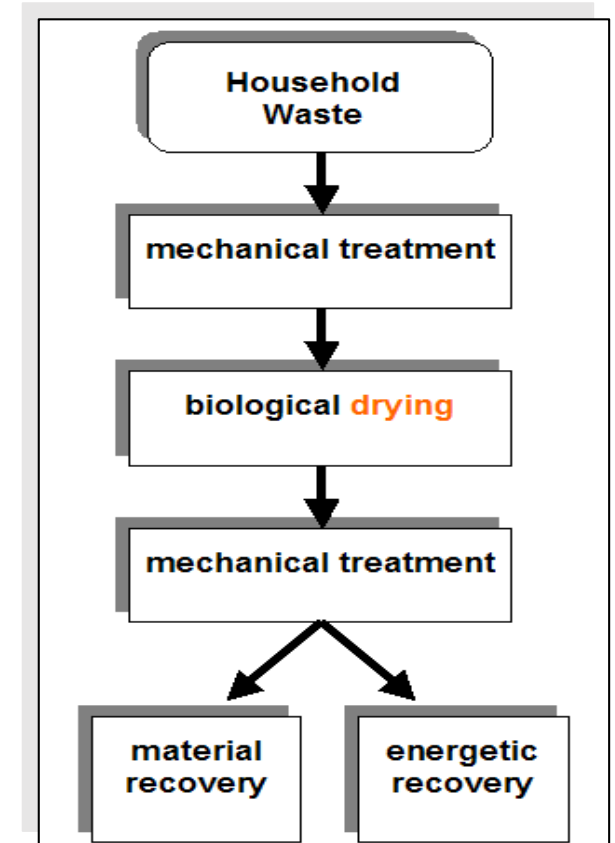 Household
Waste
mechanical treatment
biological drying
mechanical treatment
material
recovery
energetic
recovery